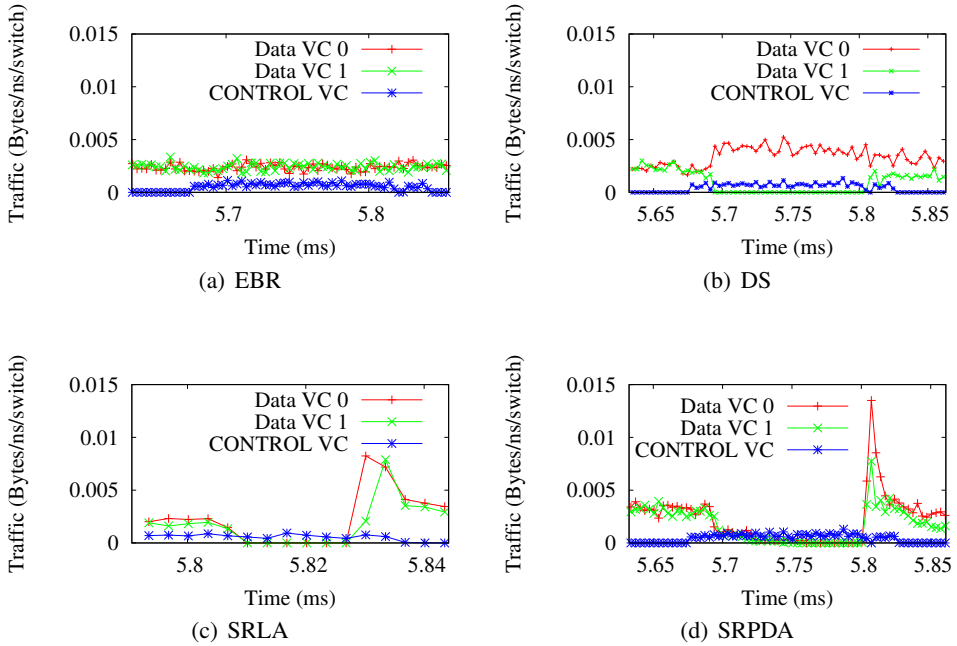 Traffic (Bytes/ns/switch)
0.015
0.01
0.005
0
Data VC 0
Data VC 1
CONTROL VC
5.7
5.8
Time (ms)
(a) EBR
Traffic (Bytes/ns/switch)
0.015
0.01
0.005
0
Data VC 0
Data VC 1
CONTROL VC
5.65
5.7
5.75
5.8
5.85
Time (ms)
(b) DS
Traffic (Bytes/ns/switch)
0.015
0.01
0.005
0
Data VC 0
Data VC 1
CONTROL VC
5.8
5.82
5.84
Time (ms)
(c) SRLA
Traffic (Bytes/ns/switch)
0.015
0.01
0.005
0
Data VC 0
Data VC 1
CONTROL VC
5.65
5.7
5.75
5.8
5.85
Time (ms)
(d) SRPDA